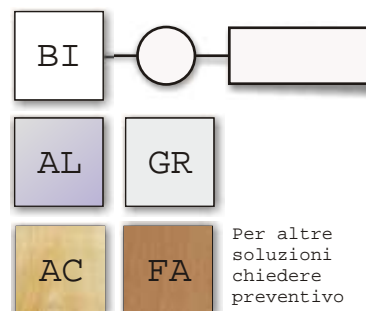 BI
AL GR
AC FA
Per altre
soluzioni
chiedere
preventivo